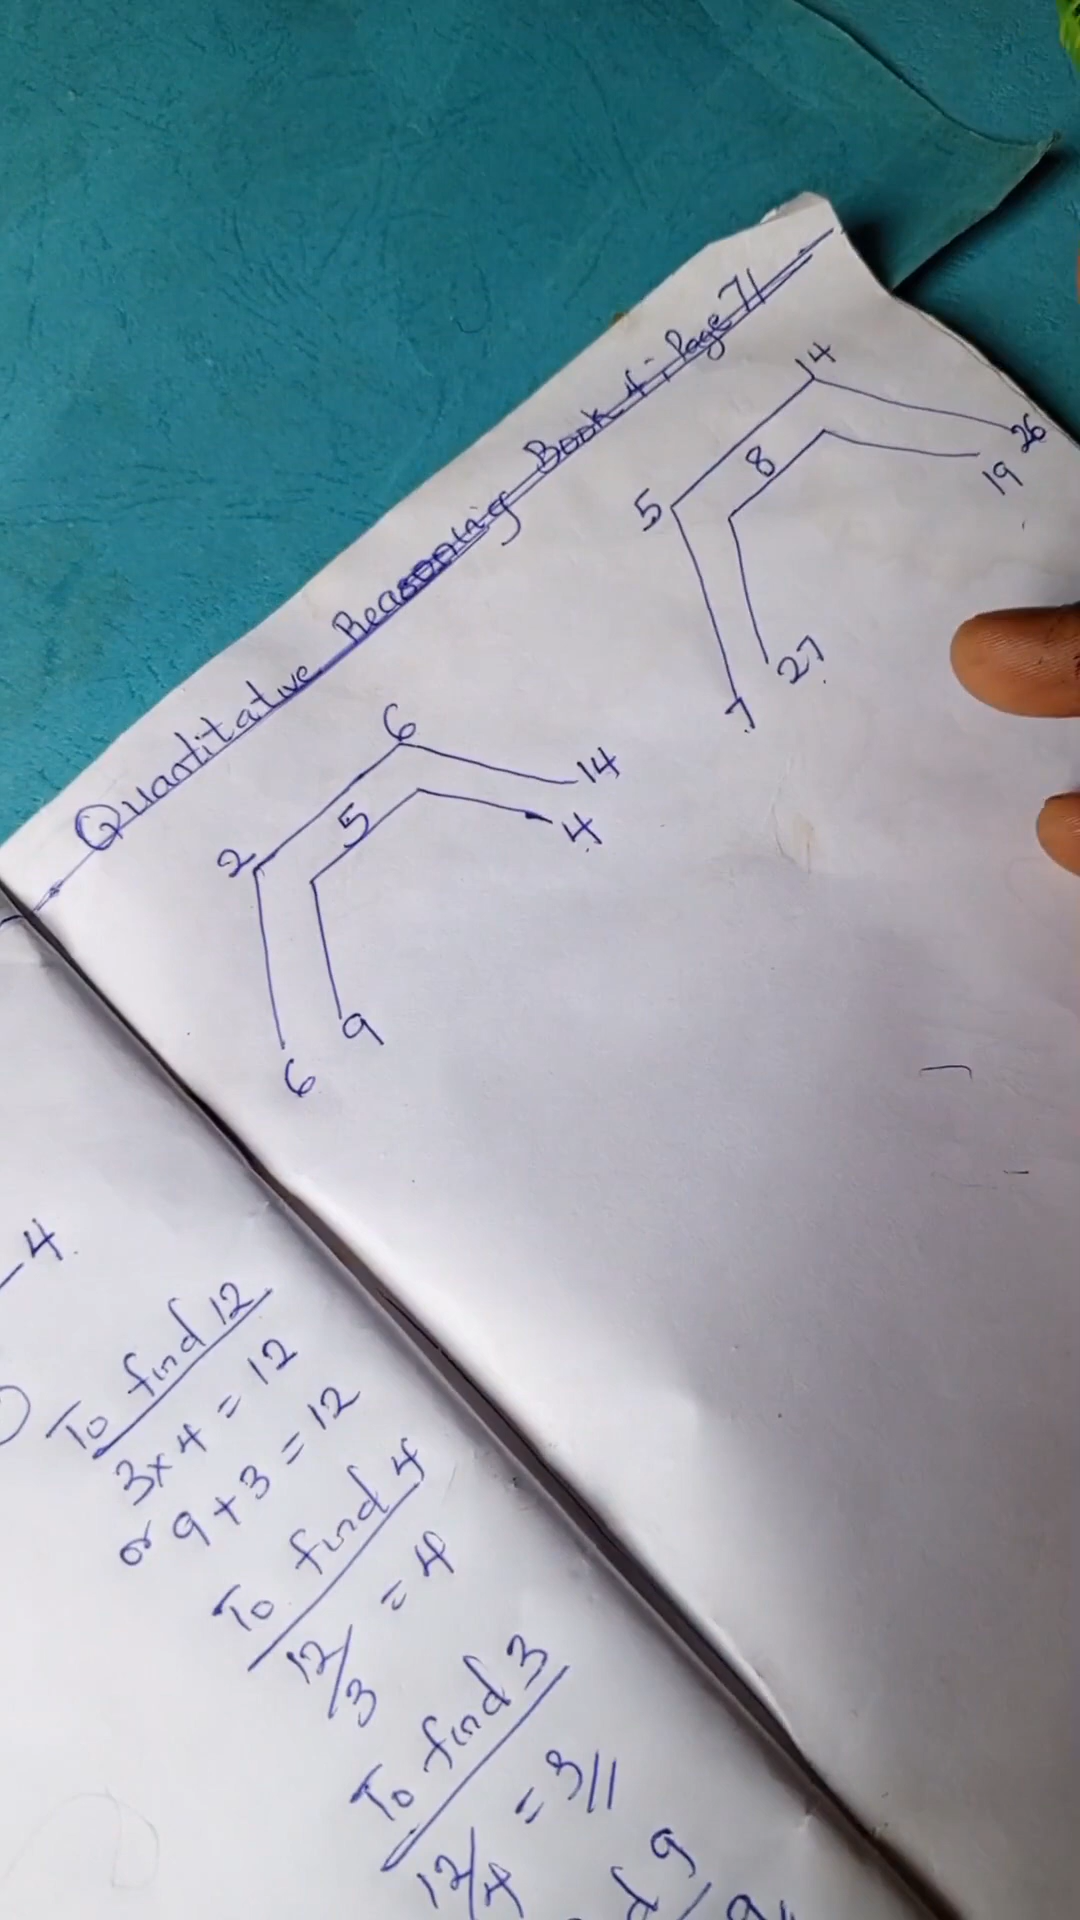 Quantitative Reasoning Book 4; Page 71
14
26
5
8
19
7
27
6
14
2
5
4
6
9
4
To find 12
3 x 4 = 12
or 9 + 3 = 12
To find 4
12/3 = 4
To find 3
12/4 = 3//
9